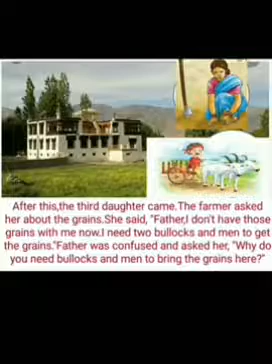 After this,the third daughter came.The farmer asked
her about the grains.She said, "Father,I don't have those
grains with me now.I need two bullocks and men to get
the grains."Father was confused and asked her, "Why do
you need bullocks and men to bring the grains here?"